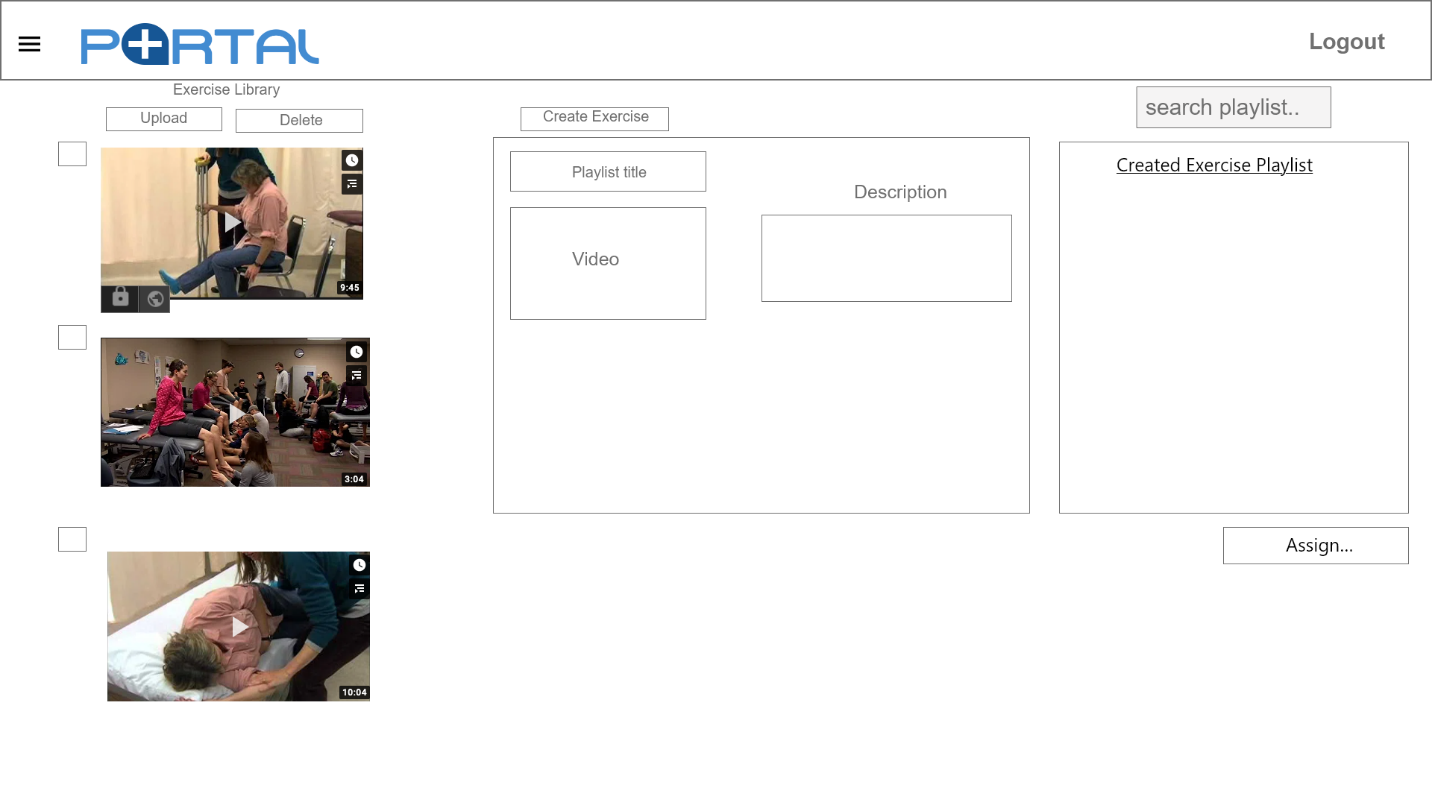 PORTAL
Logout
Exercise Library
Upload
Delete
9:45
3:04
10:04
Create Exercise
Playlist title
Video
Description
search playlist..
Created Exercise Playlist
Assign...